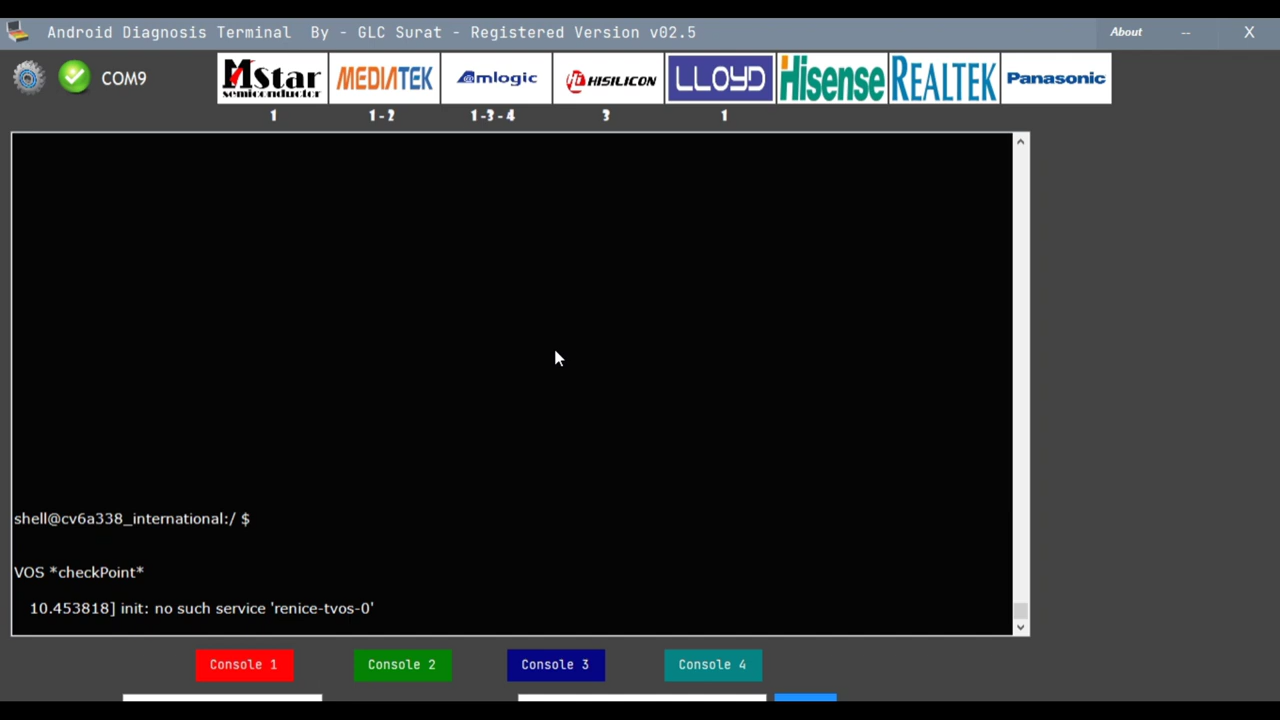 Android Diagnosis Terminal By - GLC Surat - Registered Version v02.5
About -- X
COM9
Mstar semiconductor
MEDIATEK
amlogic
HISILICON
LLOYD
Hisense
REALTEK
Panasonic
1 1-2 1-3-4 3 1
shell@cv6a338_international:/ $
VOS *checkPoint*
10.453818] init: no such service 'renice-tvos-0'
Console 1 Console 2 Console 3 Console 4